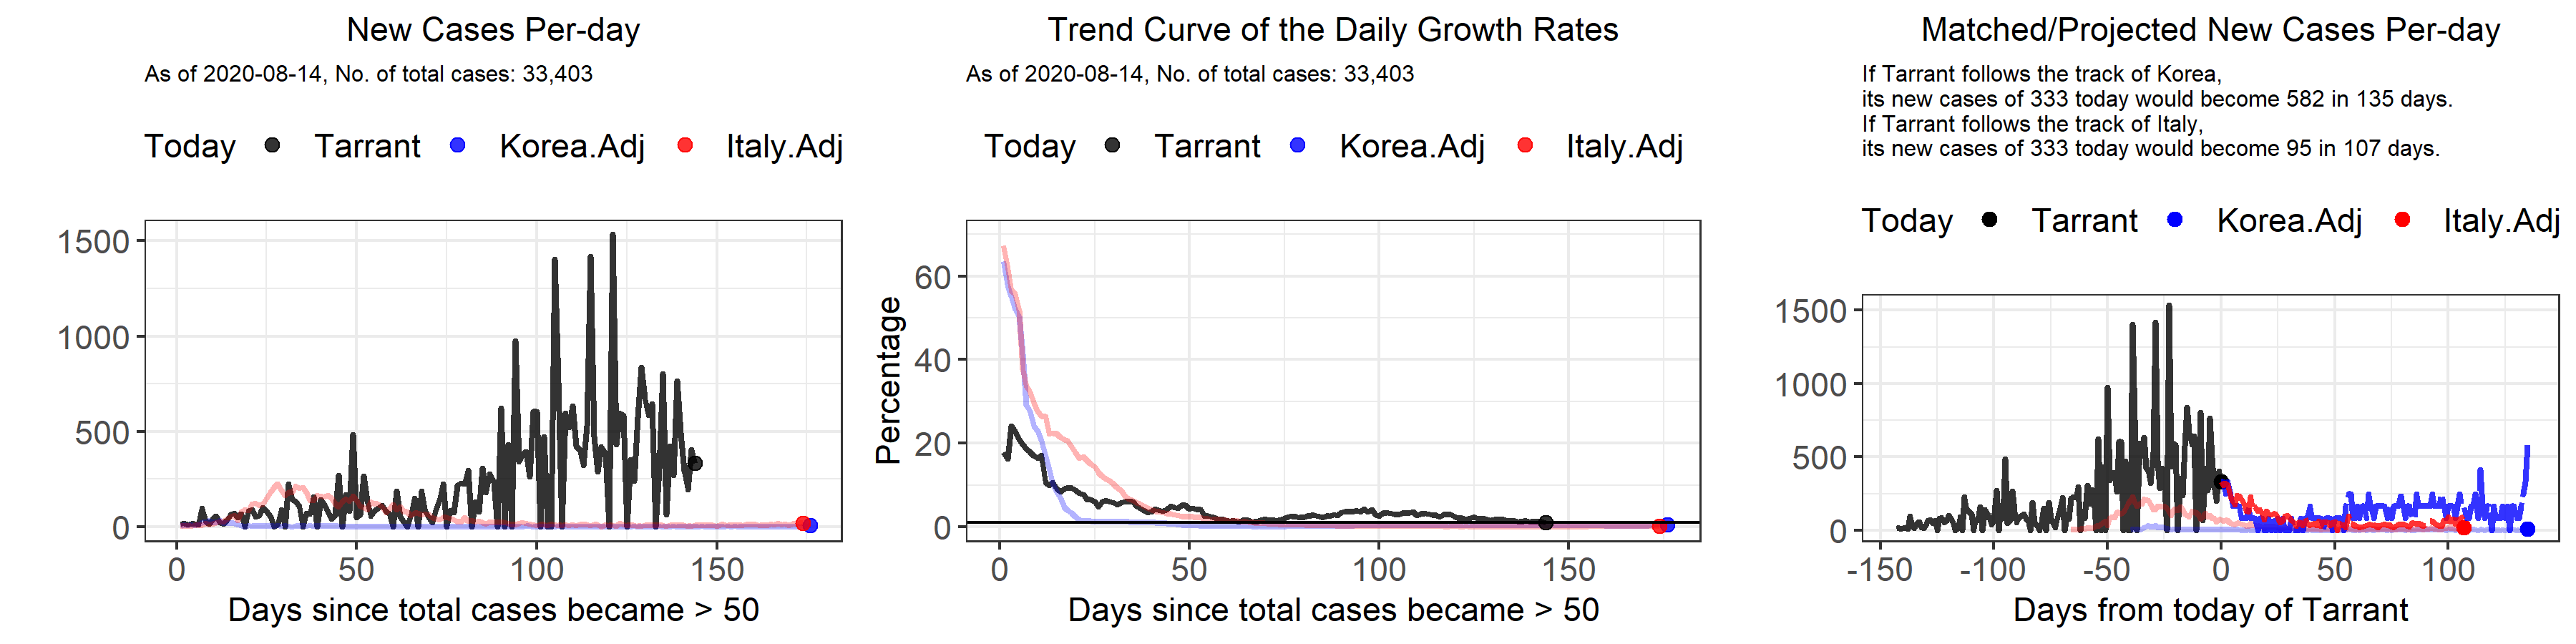 New Cases Per-day
As of 2020-08-14, No. of total cases: 33,403
Today Tarrant Korea.Adj Italy.Adj
1500
1000
500
0
0 50 100 150
Days since total cases became > 50
Trend Curve of the Daily Growth Rates
As of 2020-08-14, No. of total cases: 33,403
Today Tarrant Korea.Adj Italy.Adj
Percentage
60
40
20
0
0 50 100 150
Days since total cases became > 50
Matched/Projected New Cases Per-day
If Tarrant follows the track of Korea,
its new cases of 333 today would become 582 in 135 days.
If Tarrant follows the track of Italy,
its new cases of 333 today would become 95 in 107 days.
Today Tarrant Korea.Adj Italy.Adj
1500
1000
500
0
-150 -100 -50 0 50 100
Days from today of Tarrant